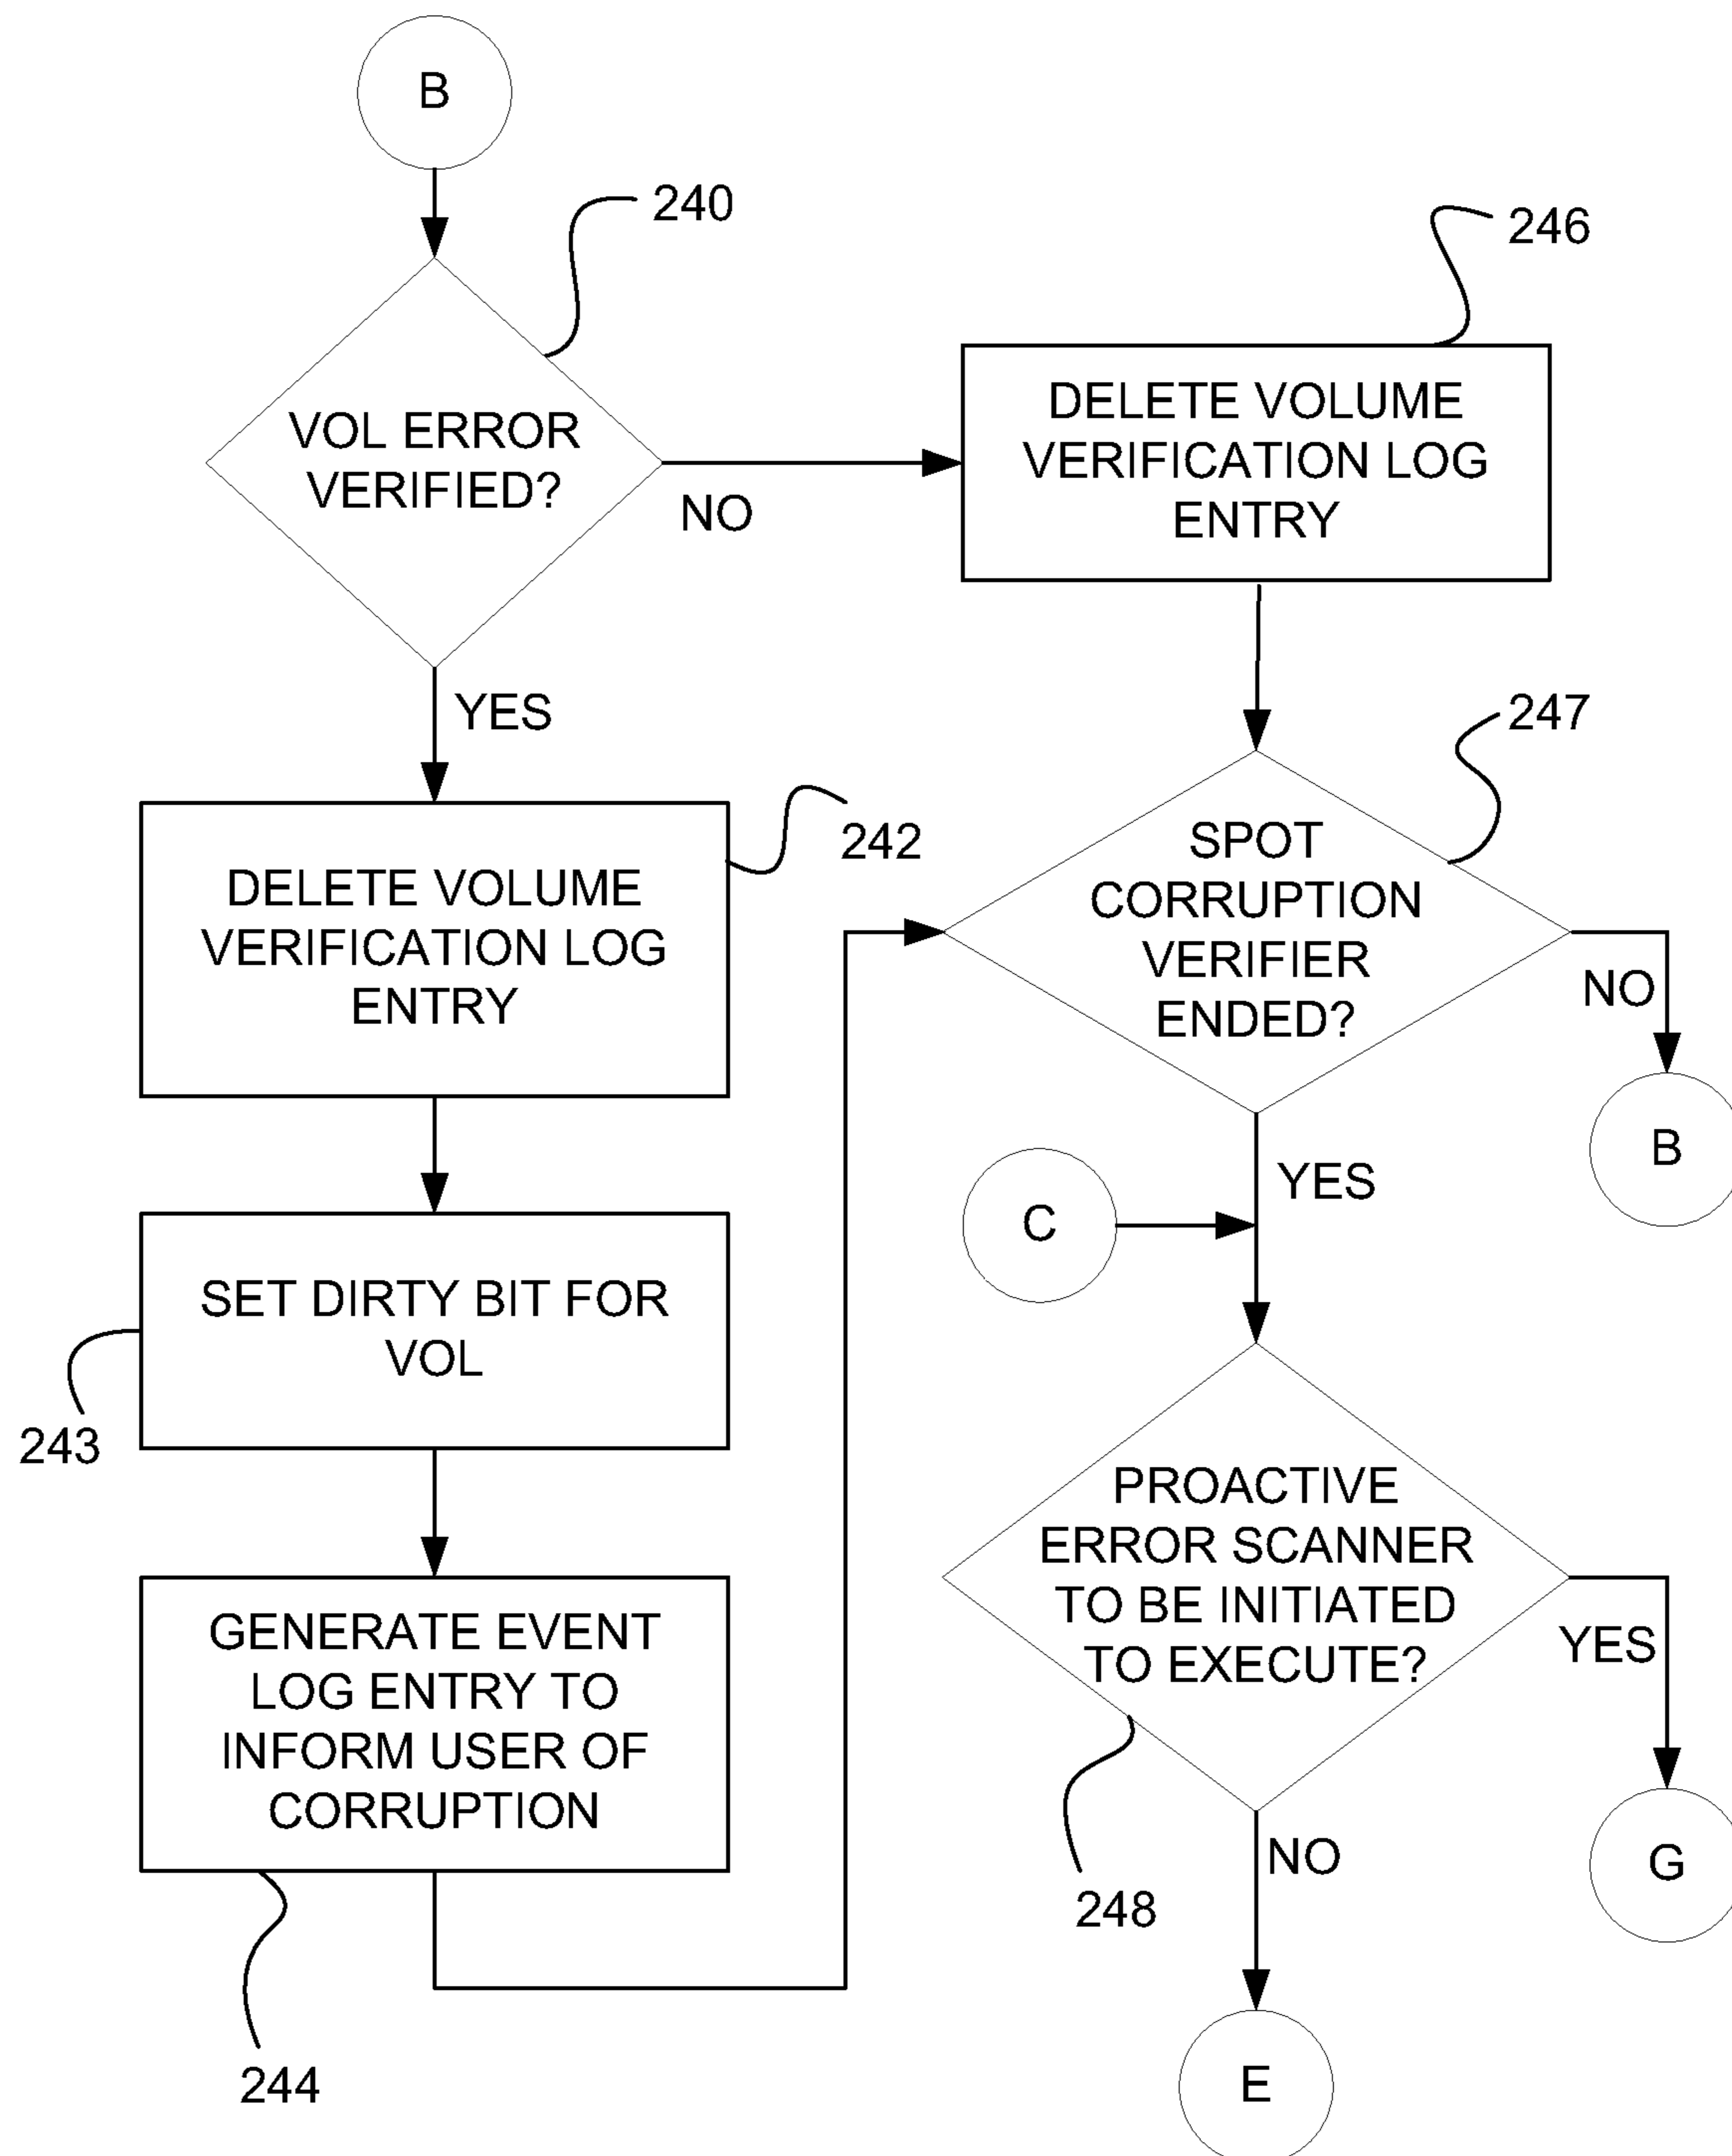 B
240
VOL ERROR
VERIFIED?
NO
YES
246
DELETE VOLUME
VERIFICATION LOG
ENTRY
242
DELETE VOLUME
VERIFICATION LOG
ENTRY
243
SET DIRTY BIT FOR
VOL
GENERATE EVENT
LOG ENTRY TO
INFORM USER OF
CORRUPTION
244
247
SPOT
CORRUPTION
VERIFIER
ENDED?
NO
B
YES
C
PROACTIVE
ERROR SCANNER
TO BE INITIATED
TO EXECUTE?
YES
G
248
NO
E